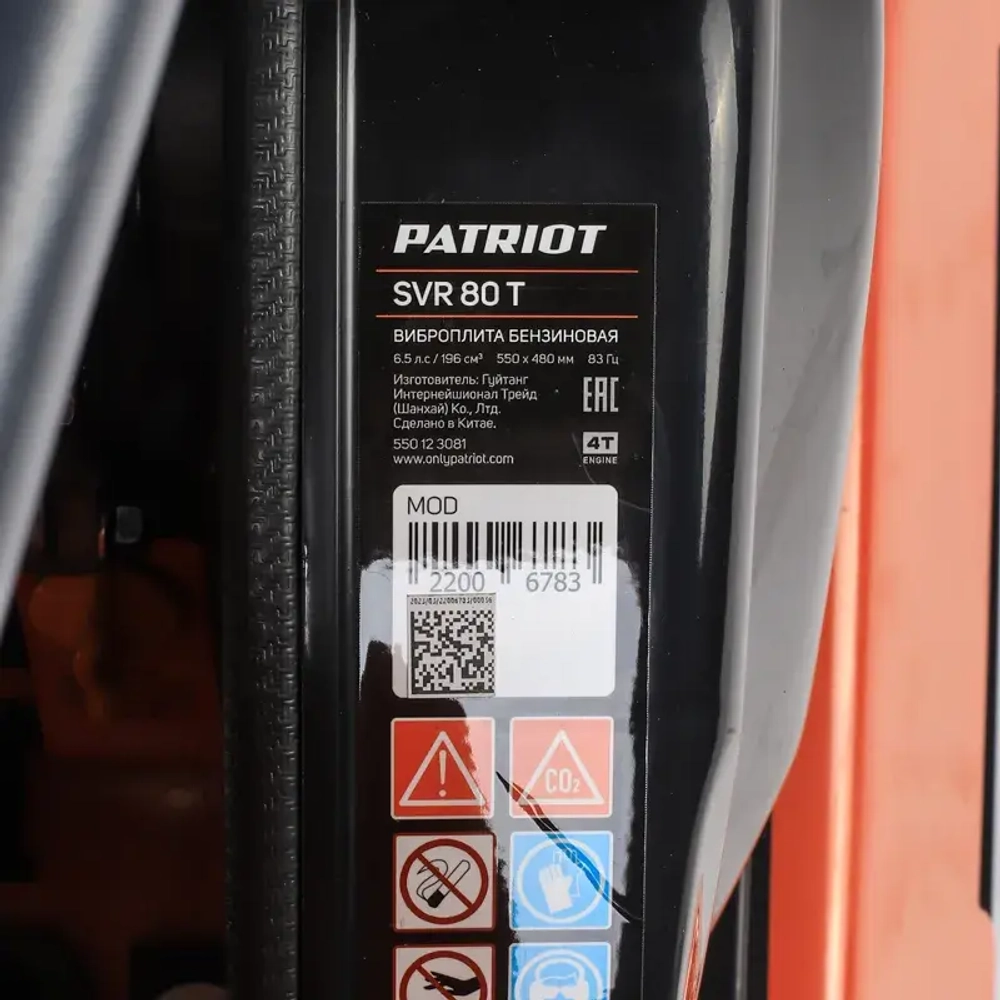 PATRIOT
SVR 80 T
ВИБРОПЛИТА БЕНЗИНОВАЯ
6.5 л.с / 196 см³ 550 x 480 мм 83 Гц
Изготовитель: Гуйтанг
Интернейшионал Трейд
(Шанхай) Ко., Лтд.
Сделано в Китае.
EAC
550 12 3081
www.onlypatriot.com
4T
ENGINE
MOD
2200 6783
CO₂